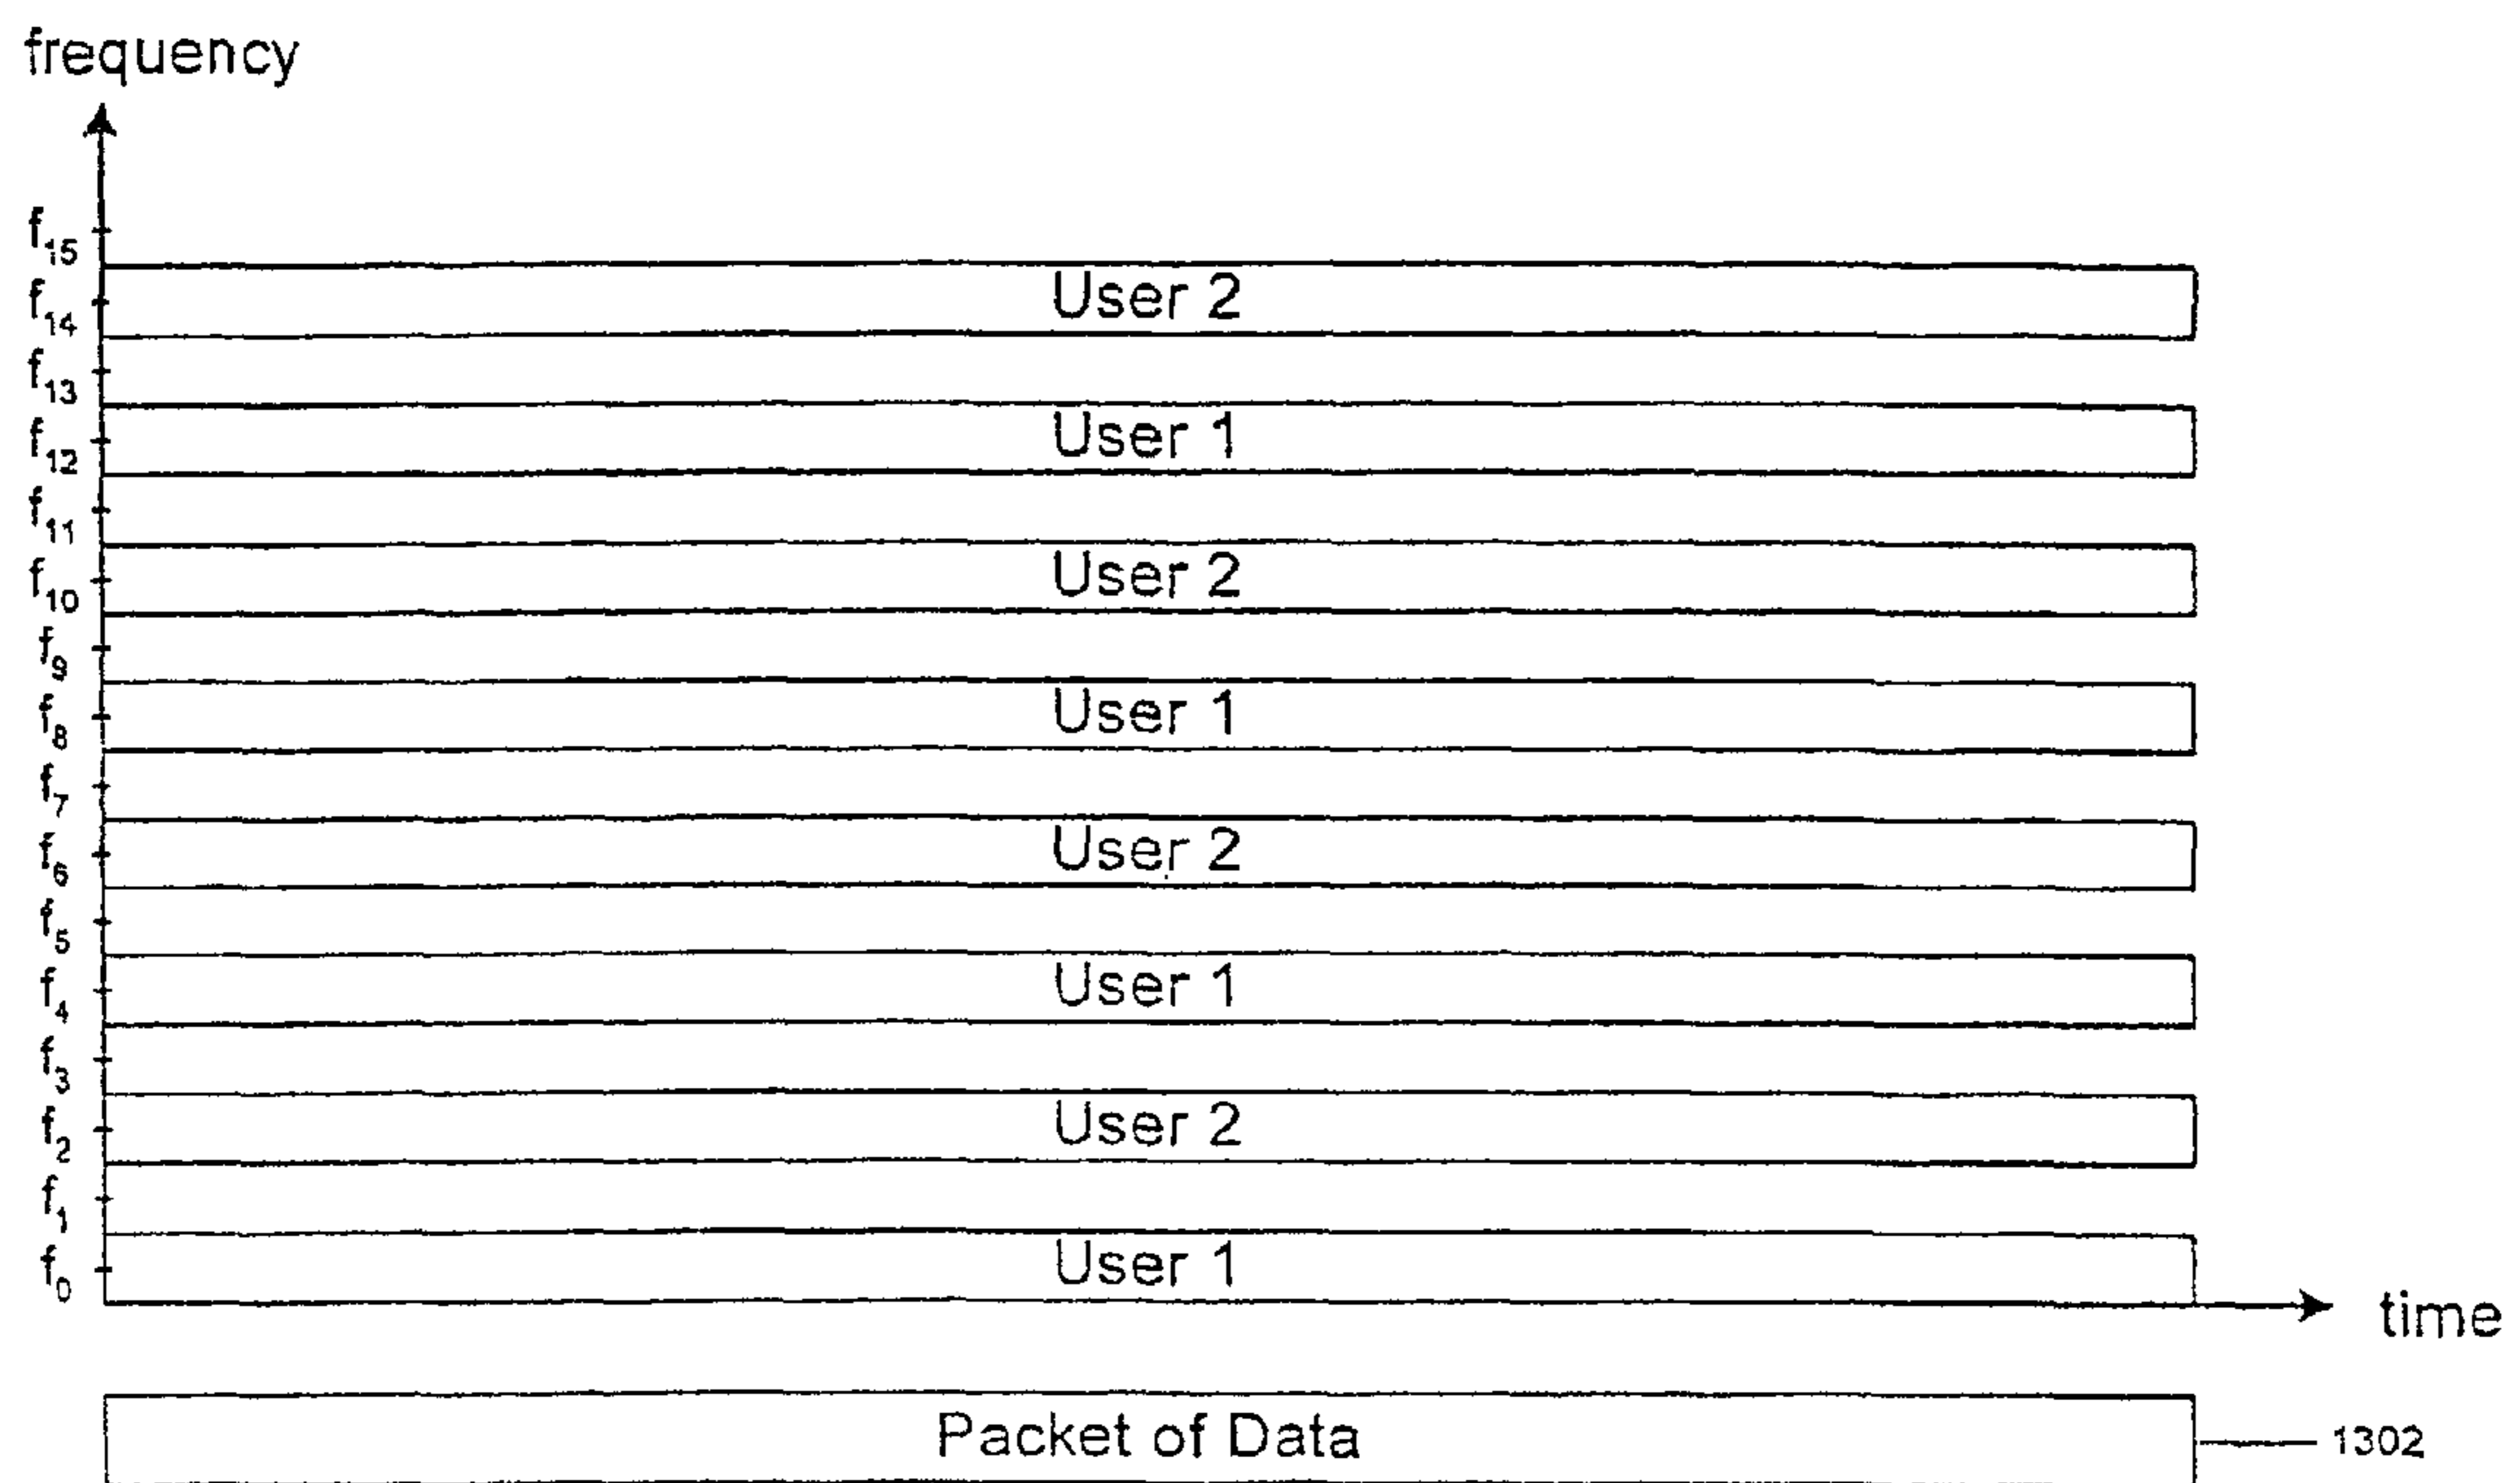 frequency
f15
User 2
f14
f13
User 1
f12
f11
User 2
f10
f9
User 1
f8
f7
User 2
f6
f5
User 1
f4
f3
User 2
f2
f1
User 1
f0
time
Packet of Data
1302